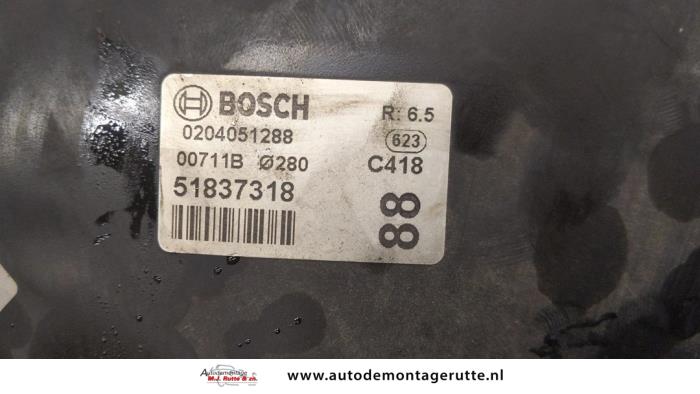 BOSCH
R: 6.5
0204051288
623
00711B Ø280
C418
51837318
88
Autodemontage
M.J. Rutte & zn.
www.autodemontagerutte.nl